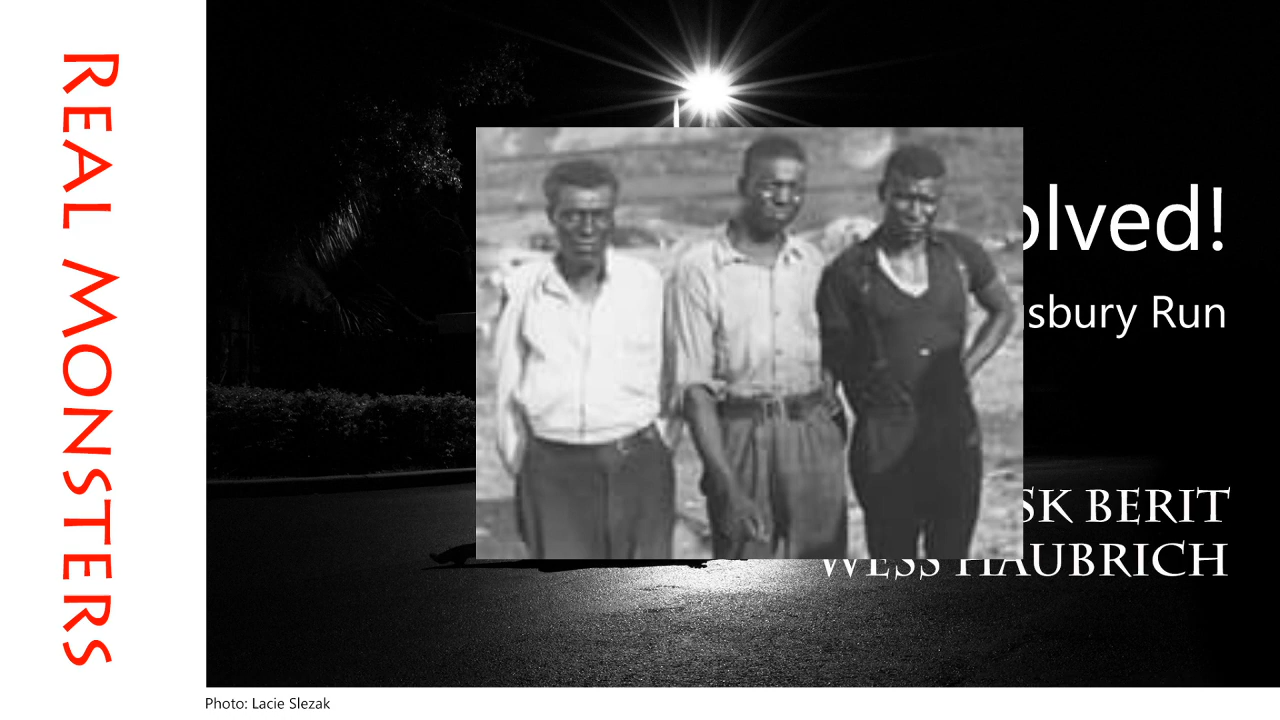 REAL MONSTERS
olved!
sbury Run
SK BERIT
WESS HAUBRICH
Photo: Lacie Slezak